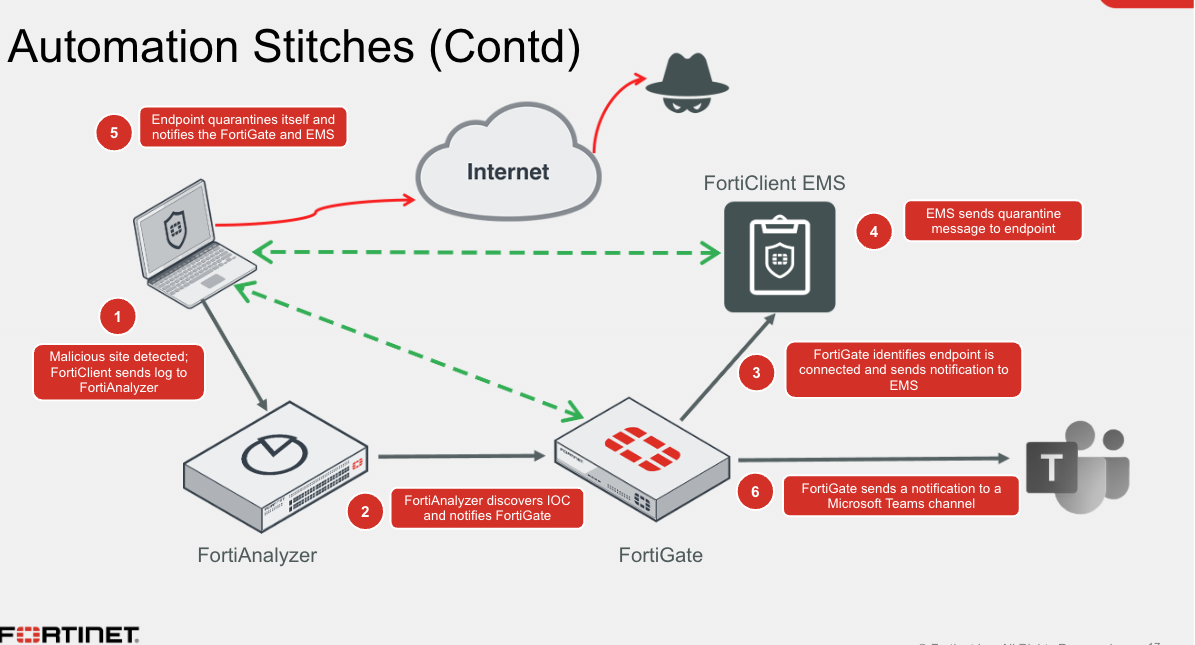 Automation Stitches (Contd)
5
Endpoint quarantines itself and
notifies the FortiGate and EMS
Internet
FortiClient EMS
4
EMS sends quarantine
message to endpoint
1
Malicious site detected;
FortiClient sends log to
FortiAnalyzer
3
FortiGate identifies endpoint is
connected and sends notification to
EMS
2
FortiAnalyzer discovers IOC
and notifies FortiGate
6
FortiGate sends a notification to a
Microsoft Teams channel
T
FORTINET
FortiAnalyzer
FortiGate
FORTINET